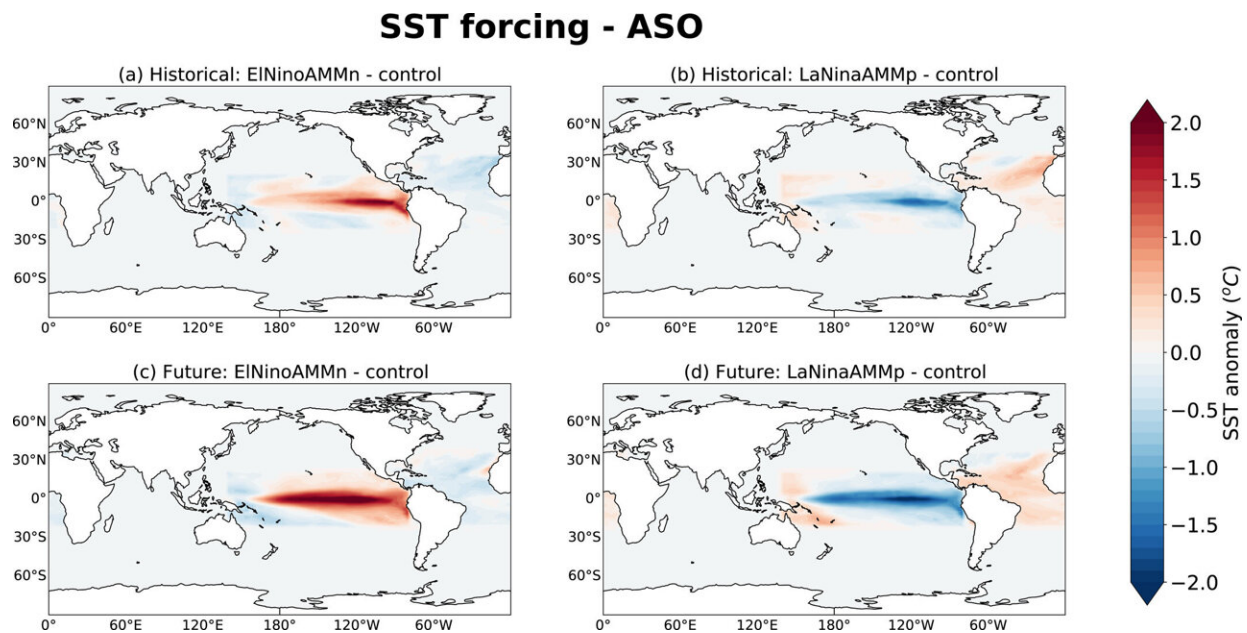 SST forcing - ASO
(a) Historical: ElNinoAMMn - control
(b) Historical: LaNinaAMMp - control
60°N
30°N
0°
30°S
60°S
0°
60°E
120°E
180°
120°W
60°W
60°N
30°N
0°
30°S
60°S
0°
60°E
120°E
180°
120°W
60°W
(c) Future: ElNinoAMMn - control
(d) Future: LaNinaAMMp - control
60°N
30°N
0°
30°S
60°S
0°
60°E
120°E
180°
120°W
60°W
60°N
30°N
0°
30°S
60°S
0°
60°E
120°E
180°
120°W
60°W
2.0
1.5
1.0
0.5
0.0
−0.5
−1.0
−1.5
−2.0
SST anomaly (°C)